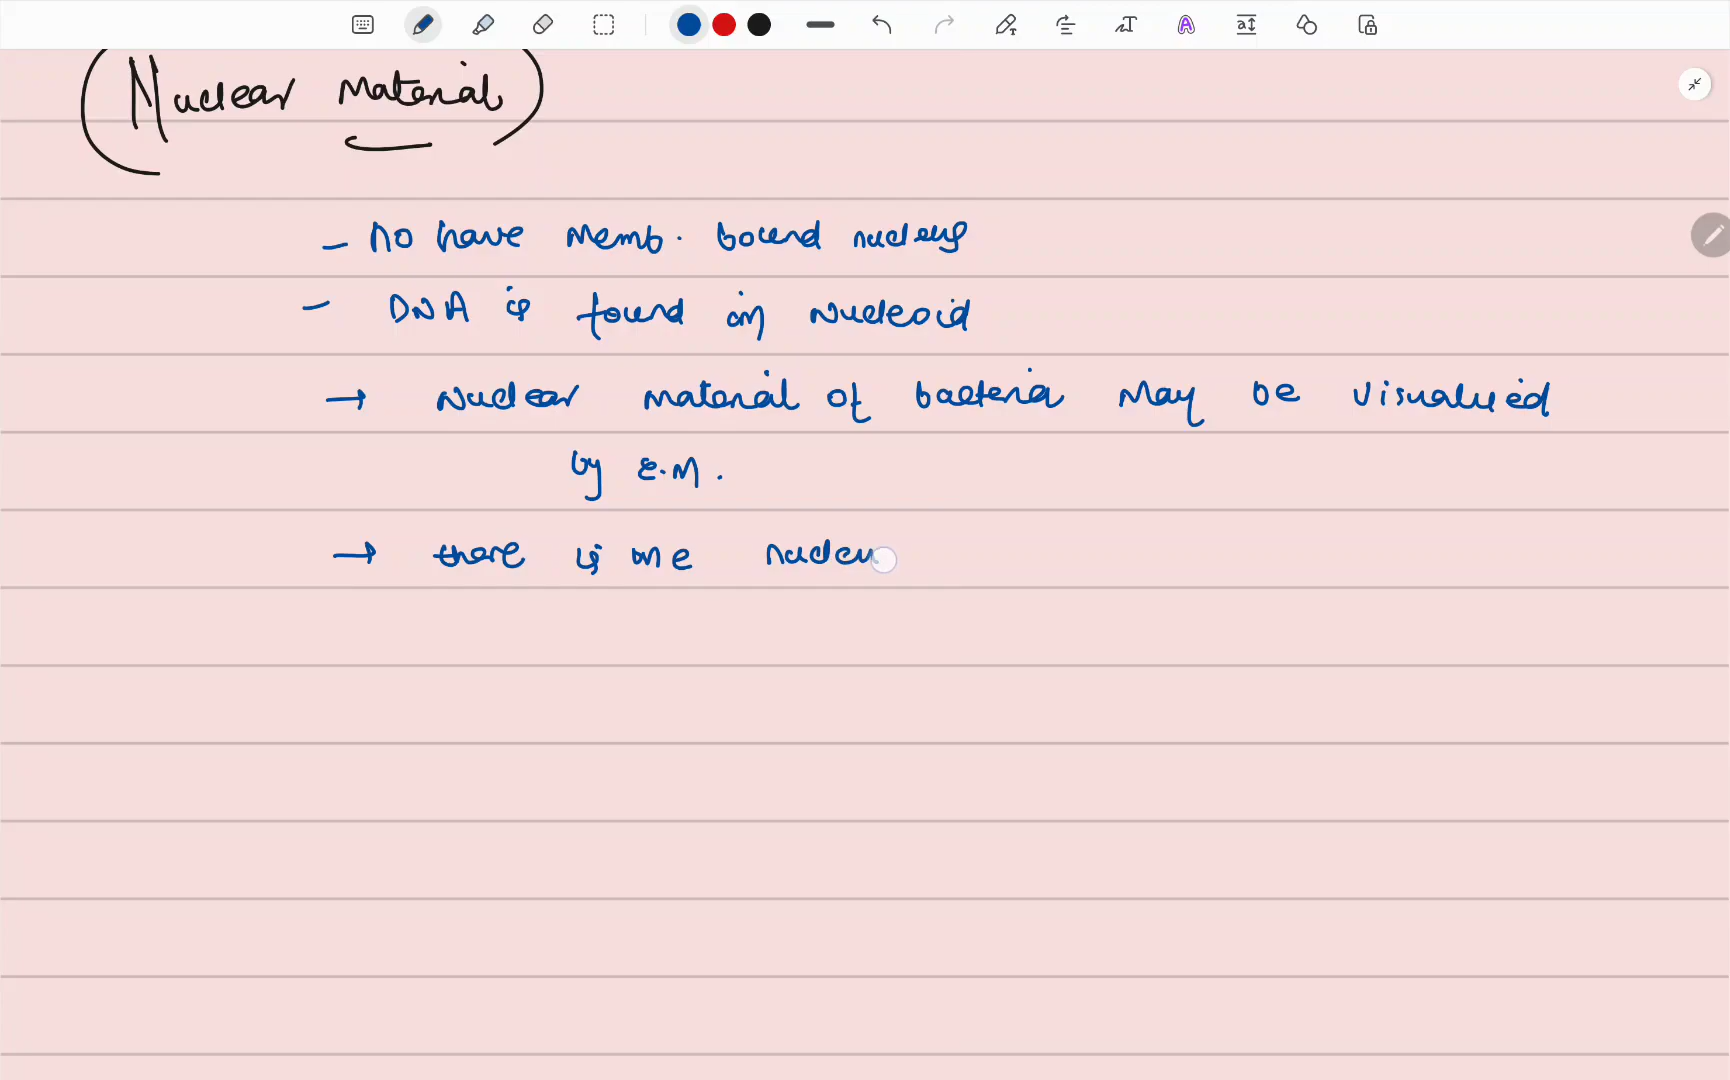 (Nuclear Material)
- No have Memb. bound nucleus
- DNA is found in Nucleoid
→ Nuclear material of bacteria May be visualized
by E.M.
→ there is one